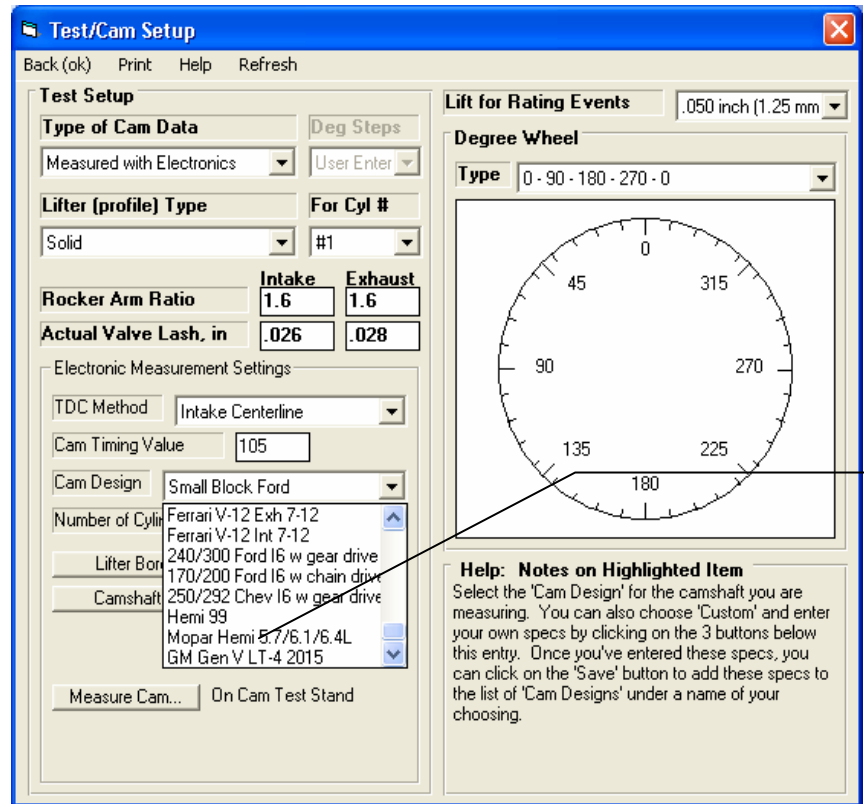 Test/Cam Setup
Back (ok) Print Help Refresh
Test Setup
Type of Cam Data Deg Steps
Measured with Electronics User Enter
Lifter (profile) Type For Cyl #
Solid #1
Intake Exhaust
Rocker Arm Ratio 1.6 1.6
Actual Valve Lash, in .026 .028
Electronic Measurement Settings
TDC Method Intake Centerline
Cam Timing Value 105
Cam Design Small Block Ford
Number of
Ferrari V-12 Exh 7-12
Ferrari V-12 Int 7-12
240/300 Ford I6 w gear drive
170/200 Ford I6 w chain drive
250/292 Chev I6 w gear drive
Hemi 99
Mopar Hemi 5.7/6.1/6.4L
GM Gen V LT-4 2015
Lifter
Camshaft
Measure Cam... On Cam Test Stand
Lift for Rating Events .050 inch (1.25 mm
Degree Wheel
Type 0 - 90 - 180 - 270 - 0
0
45 315
90 270
135 225
180
Help: Notes on Highlighted Item
Select the 'Cam Design' for the camshaft you are
measuring. You can also choose 'Custom' and enter
your own specs by clicking on the 3 buttons below
this entry. Once you've entered these specs, you
can click on the 'Save' button to add these specs to
the list of 'Cam Designs' under a name of your
choosing.